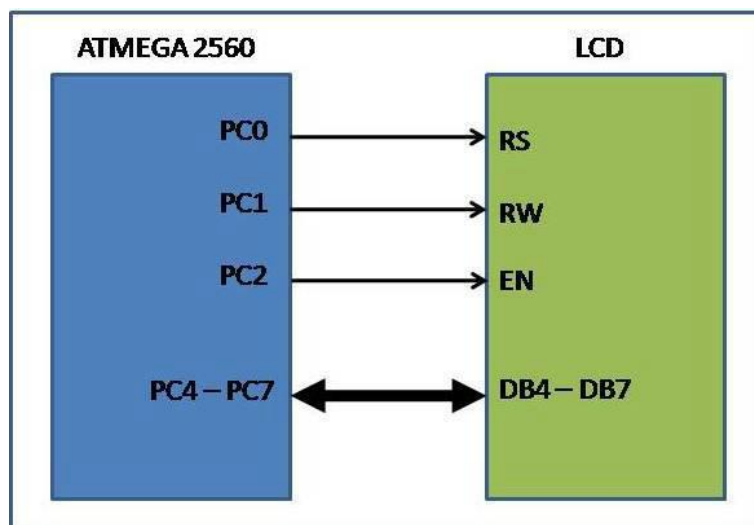 ATMEGA 2560
LCD
PC0
RS
PC1
RW
PC2
EN
PC4 – PC7
DB4 – DB7